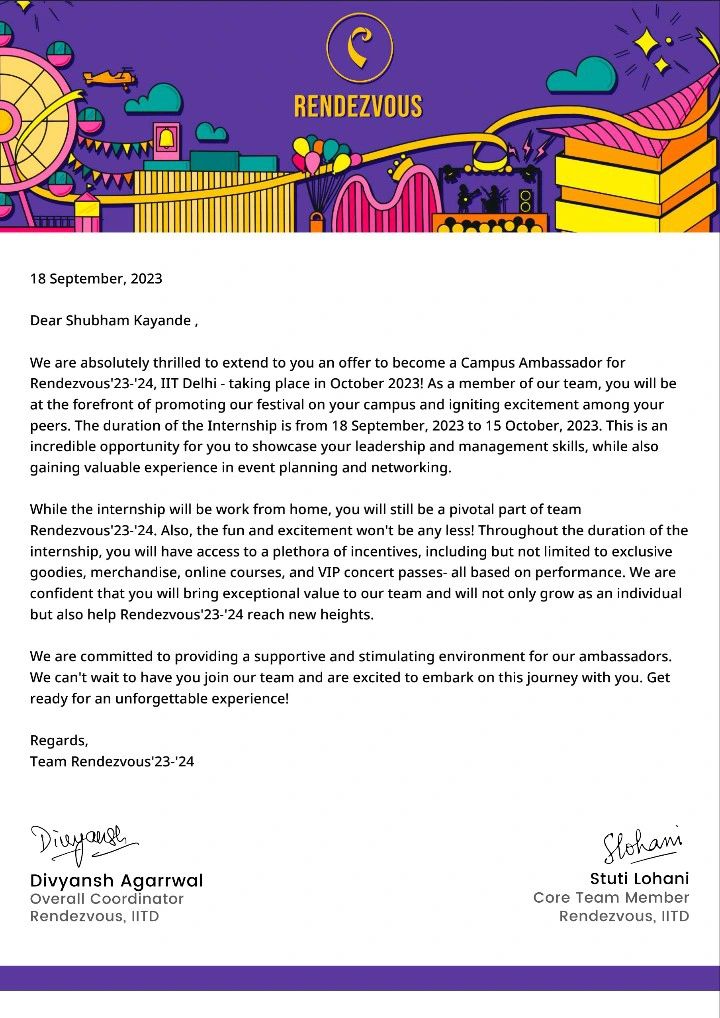 RENDEZVOUS
18 September, 2023
Dear Shubham Kayande ,
We are absolutely thrilled to extend to you an offer to become a Campus Ambassador for
Rendezvous'23-'24, IIT Delhi - taking place in October 2023! As a member of our team, you will be
at the forefront of promoting our festival on your campus and igniting excitement among your
peers. The duration of the Internship is from 18 September, 2023 to 15 October, 2023. This is an
incredible opportunity for you to showcase your leadership and management skills, while also
gaining valuable experience in event planning and networking.
While the internship will be work from home, you will still be a pivotal part of team
Rendezvous'23-'24. Also, the fun and excitement won't be any less! Throughout the duration of the
internship, you will have access to a plethora of incentives, including but not limited to exclusive
goodies, merchandise, online courses, and VIP concert passes- all based on performance. We are
confident that you will bring exceptional value to our team and will not only grow as an individual
but also help Rendezvous'23-'24 reach new heights.
We are committed to providing a supportive and stimulating environment for our ambassadors.
We can't wait to have you join our team and are excited to embark on this journey with you. Get
ready for an unforgettable experience!
Regards,
Team Rendezvous'23-'24
Divyansh
Divyansh Agarrwal
Overall Coordinator
Rendezvous, IITD
Slohani
Stuti Lohani
Core Team Member
Rendezvous, IITD